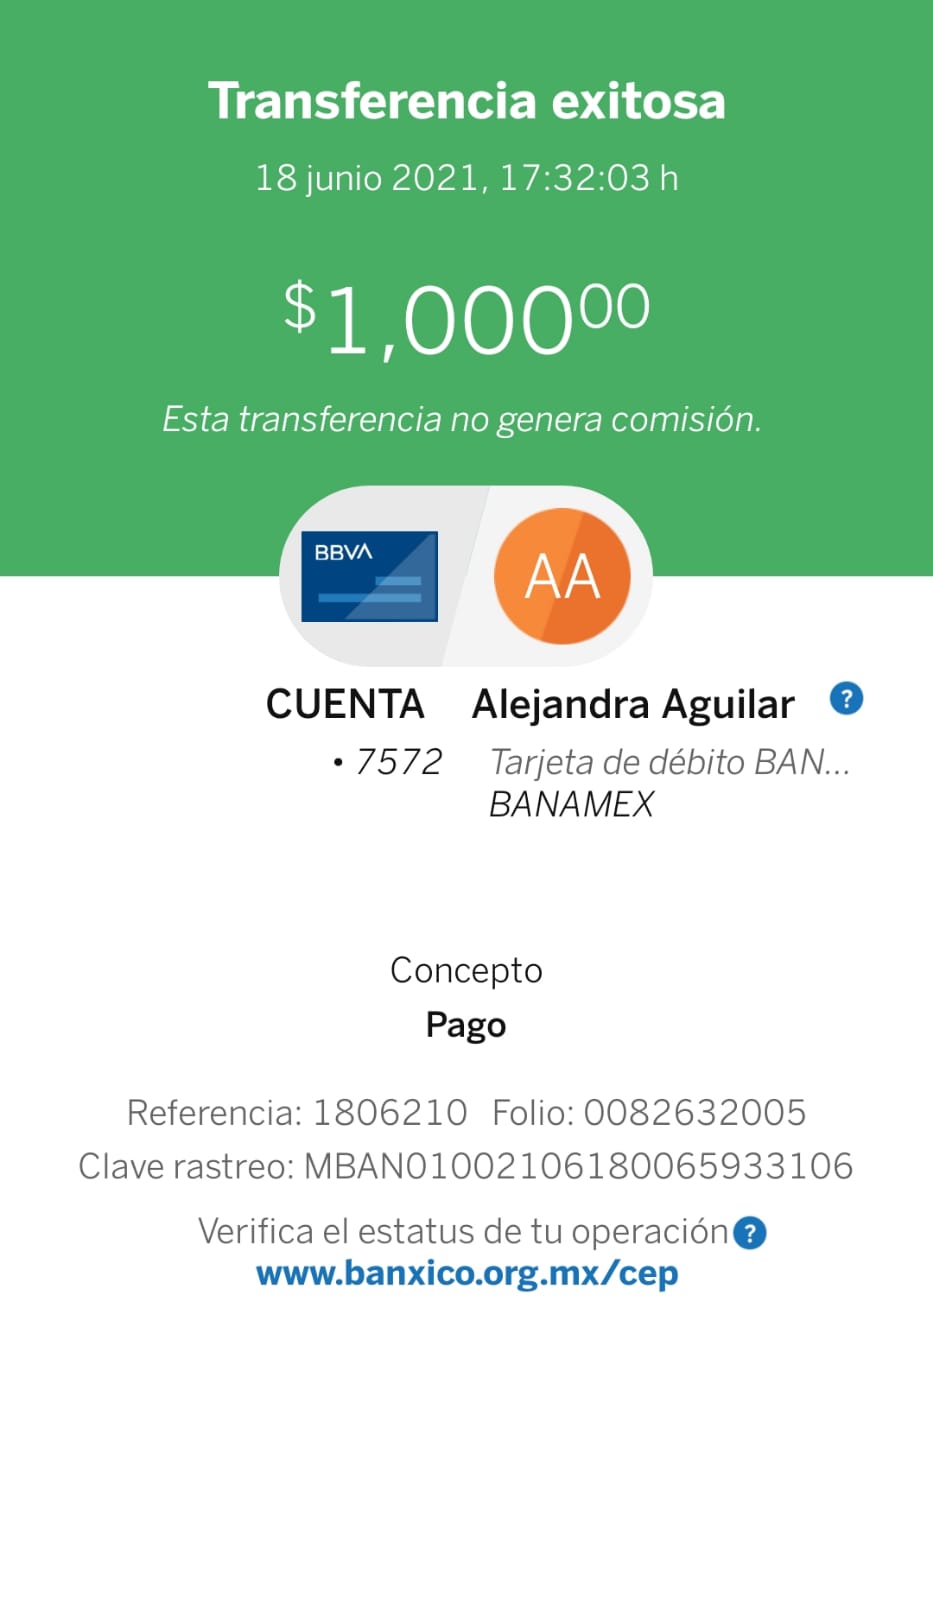 Transferencia exitosa
18 junio 2021, 17:32:03 h
$1,000⁰⁰
Esta transferencia no genera comisión.
BBVA
AA
CUENTA
• 7572
Alejandra Aguilar ?
Tarjeta de débito BAN...
BANAMEX
Concepto
Pago
Referencia: 1806210 Folio: 0082632005
Clave rastreo: MBAN01002106180065933106
Verifica el estatus de tu operación ?
www.banxico.org.mx/cep